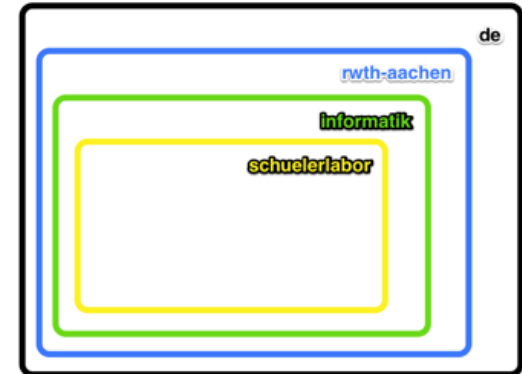 de
rwth-aachen
informatik
schuelerlabor